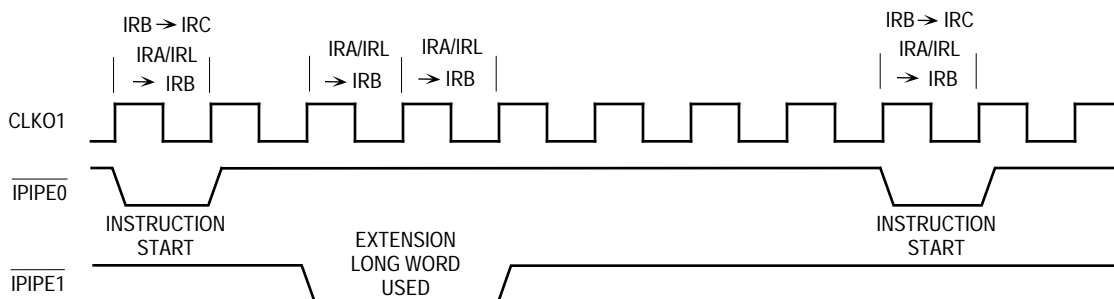 IRB → IRC
IRA/IRL
→ IRB
IRA/IRL
→ IRB
IRA/IRL
→ IRB
IRB → IRC
IRA/IRL
→ IRB
CLKO1
IPIPE0
INSTRUCTION
START
INSTRUCTION
START
IPIPE1
EXTENSION
LONG WORD
USED